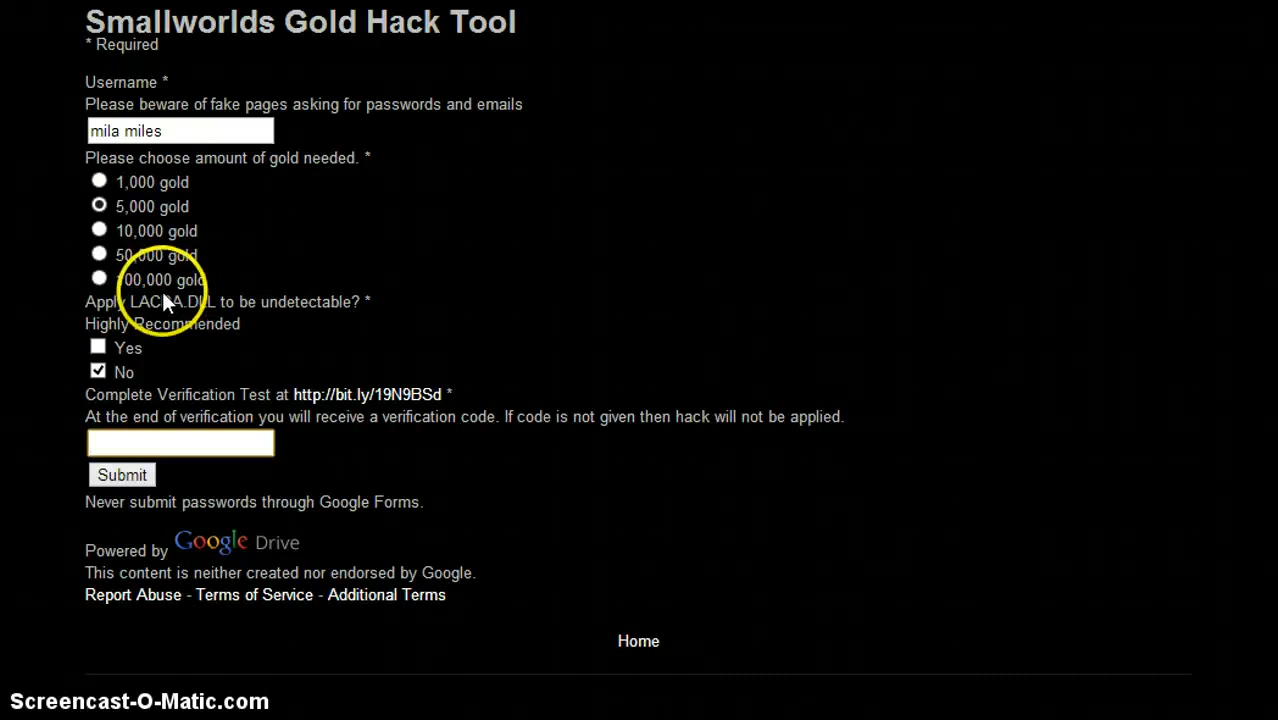 Smallworlds Gold Hack Tool
* Required
Username *
Please beware of fake pages asking for passwords and emails
mila miles
Please choose amount of gold needed. *
1,000 gold
5,000 gold
10,000 gold
50,000 gold
100,000 gold
Apply to be undetectable? *
Highly Recommended
Yes
No
Complete Verification Test at http://bit.ly/19N9BSd *
At the end of verification you will receive a verification code. If code is not given then hack will not be applied.
Submit
Never submit passwords through Google Forms.
Powered by Google Drive
This content is neither created nor endorsed by Google.
Report Abuse - Terms of Service - Additional Terms
Home
Screencast-O-Matic.com